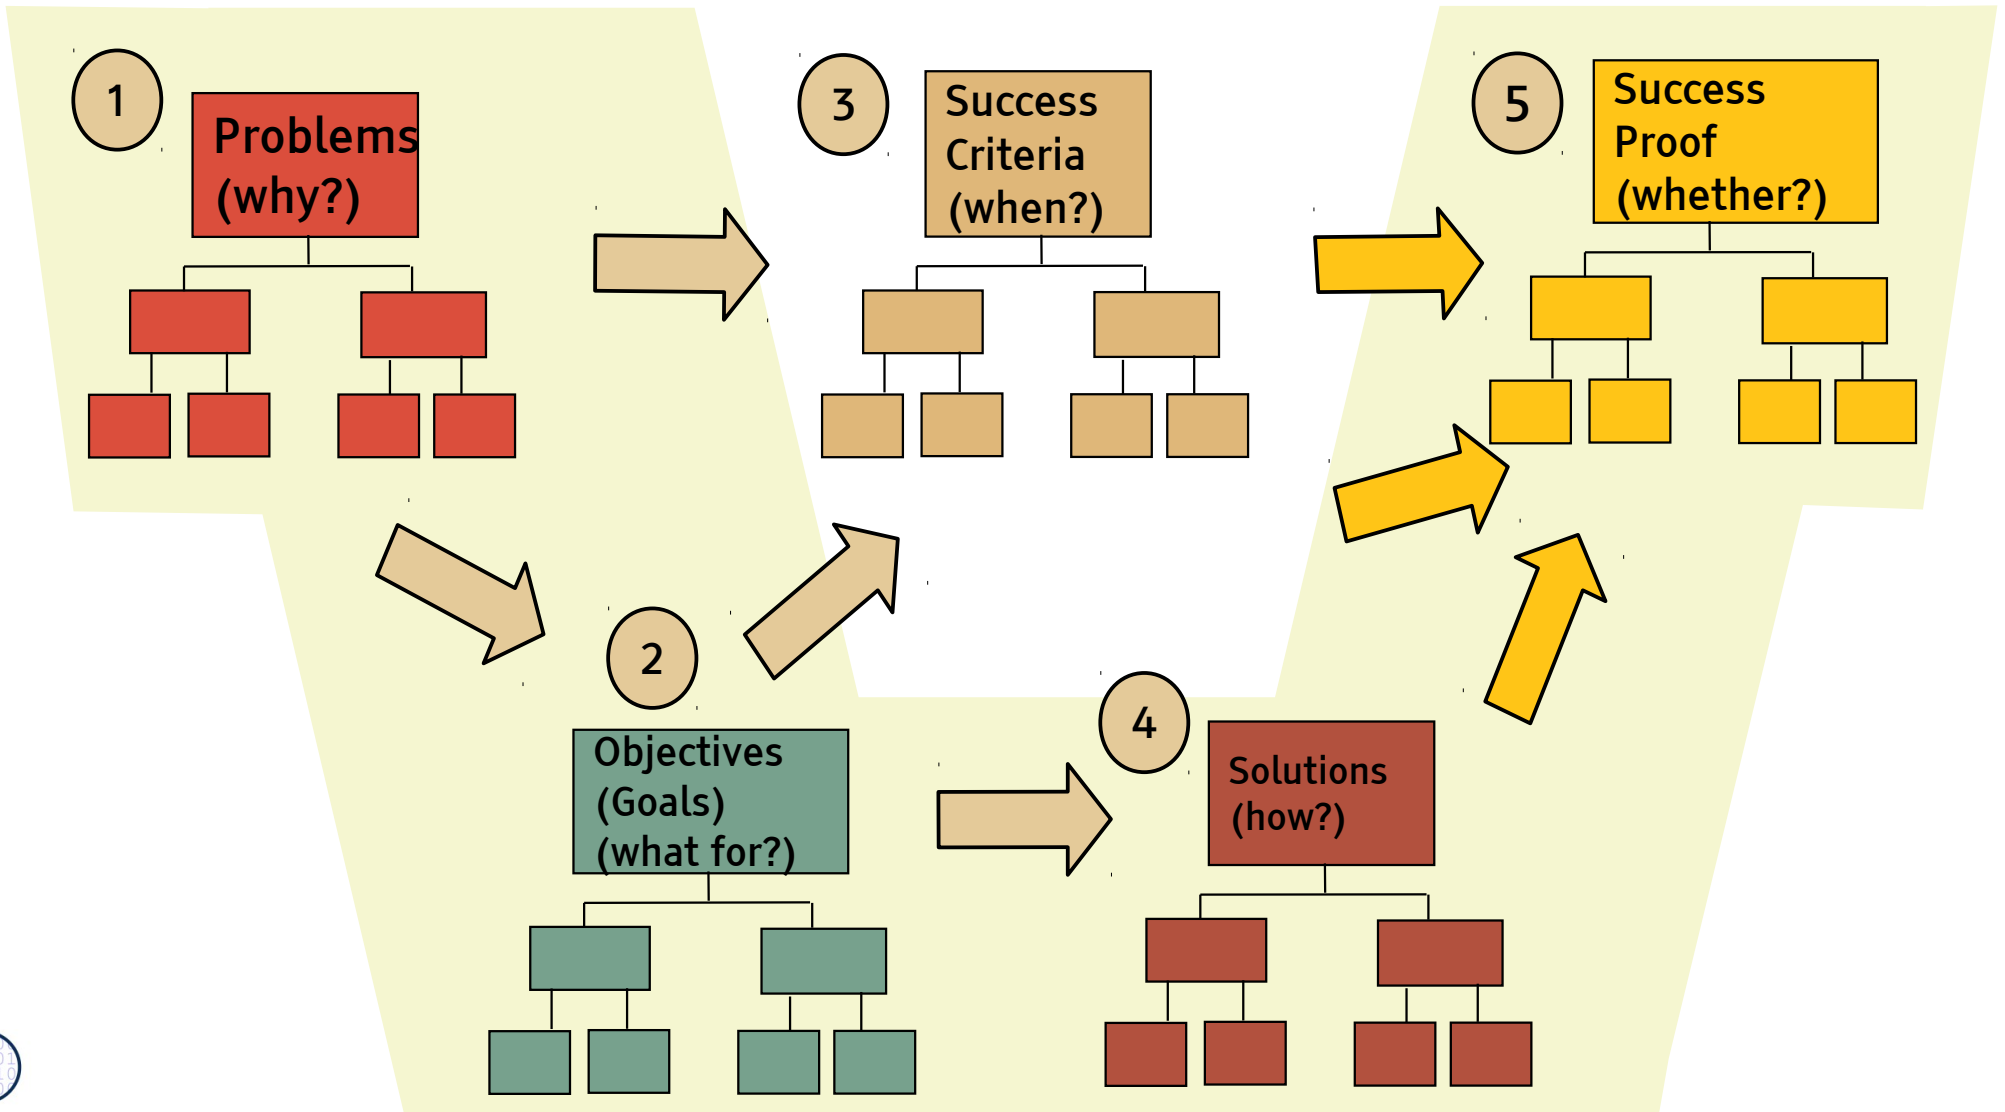 1
Problems
(why?)
3
Success
Criteria
(when?)
5
Success
Proof
(whether?)
2
Objectives
(Goals)
(what for?)
4
Solutions
(how?)